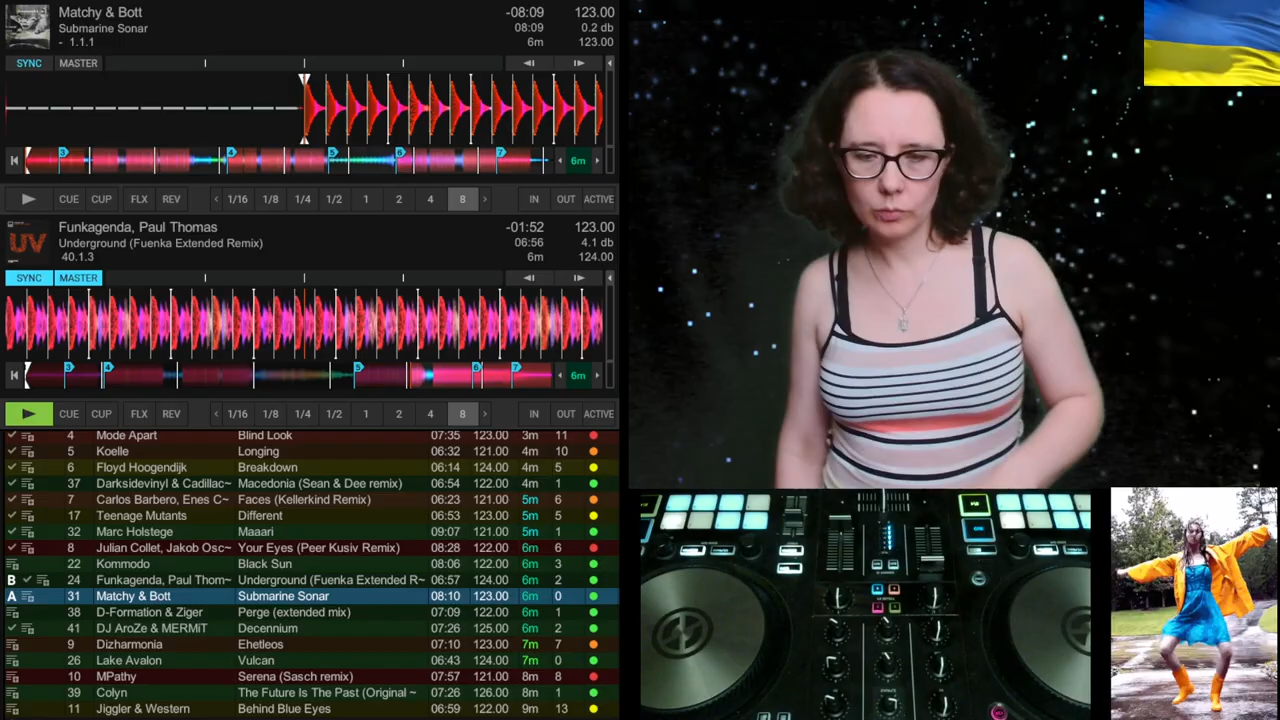 Matchy & Bott -08:09 123.00
Submarine Sonar 08:09 0.2 db
- 1.1.1 6m 123.00
SYNC MASTER
3 4 5 6 7 6m
CUE CUP FLX REV 1/16 1/8 1/4 1/2 1 2 4 8 IN OUT ACTIVE
Funkagenda, Paul Thomas -01:52 123.00
Underground (Fuenka Extended Remix) 06:56 4.1 db
40.1.3 6m 124.00
UV
SYNC MASTER
3 4 5 6 7 6m
CUE CUP FLX REV 1/16 1/8 1/4 1/2 1 2 4 8 IN OUT ACTIVE
4 Mode Apart Blind Look 07:35 123.00 3m 11
5 Koelle Longing 06:32 121.00 4m 10
6 Floyd Hoogendijk Breakdown 06:14 124.00 4m 5
37 Darksidevinyl & Cadillac~ Macedonia (Sean & Dee remix) 06:54 122.00 4m 1
7 Carlos Barbero, Enes C~ Faces (Kellerkind Remix) 06:23 121.00 5m 6
17 Teenage Mutants Different 06:53 123.00 5m 5
32 Marc Holstege Maaari 09:07 121.00 5m 1
8 Julian Collet, Jakob Osc~ Your Eyes (Peer Kusiv Remix) 08:28 122.00 6m 6
22 Kommodo Black Sun 08:06 122.00 6m 0
B 24 Funkagenda, Paul Thom~ Underground (Fuenka Extended R~ 06:57 124.00 6m 2
A 31 Matchy & Bott Submarine Sonar 08:10 123.00 6m 0
38 D-Formation & Ziger Perge (extended mix) 07:09 122.00 6m 1
41 DJ AroZe & MERMiT Decennium 07:26 125.00 6m 2
9 Dizharmonia Ehetleos 07:10 123.00 7m 7
26 Lake Avalon Vulcan 06:43 124.00 7m 0
10 MPathy Serena (Sasch remix) 07:57 121.00 8m 8
39 Colyn The Future Is The Past (Original ~ 07:26 126.00 8m 1
11 Jiggler & Western Behind Blue Eyes 06:59 122.00 9m 13